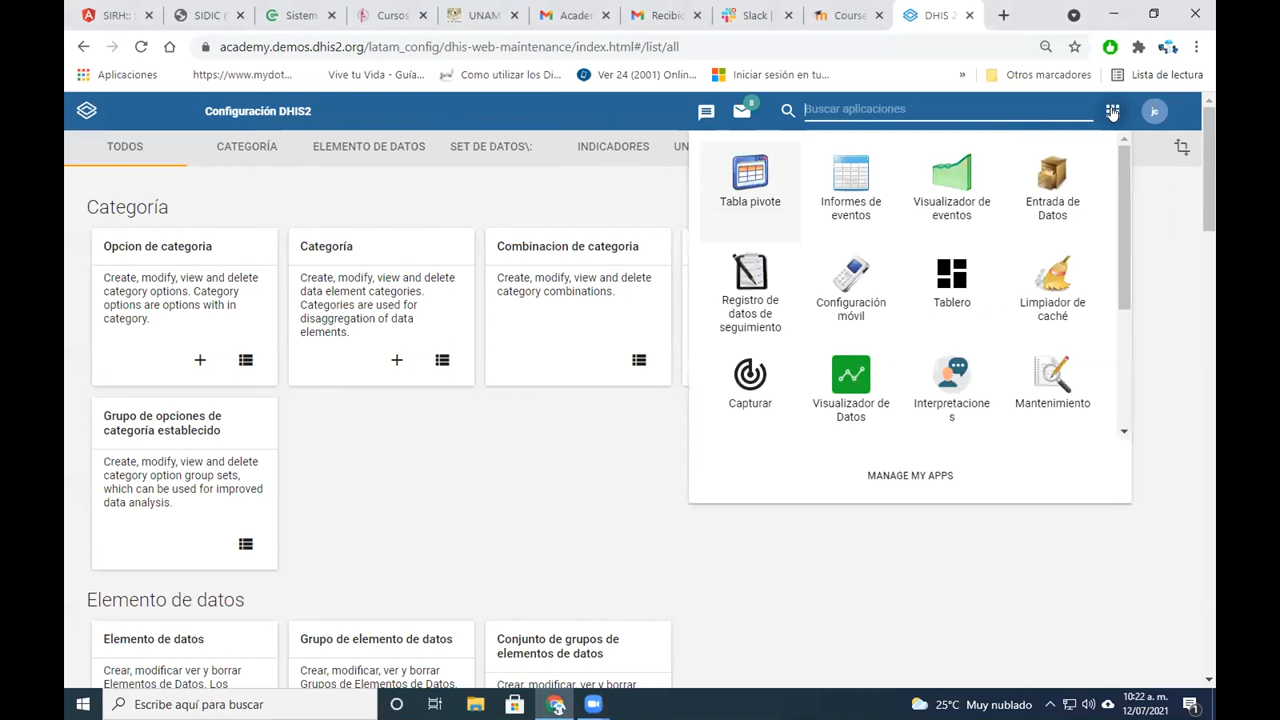 SIRH:: S
SIDIC (
Sistem
Cursos
UNAM
Acader
Recibic
Slack |
Course
DHIS 2
academy.demos.dhis2.org/latam_config/dhis-web-maintenance/index.html#/list/all
Aplicaciones
https://www.mydot...
Vive tu Vida - Guía...
Como utilizar los Di...
Ver 24 (2001) Onlin...
Iniciar sesión en tu...
»
Otros marcadores
Lista de lectura
Configuración DHIS2
8
Buscar aplicaciones
jc
TODOS
CATEGORÍA
ELEMENTO DE DATOS
SET DE DATOS\:
INDICADORES
UN
Categoría
Opcion de categoria
Create, modify, view and delete
category options. Category
options are options with in
category.
Categoría
Create, modify, view and delete
data element categories.
Categories are used for
disaggregation of data
elements.
Combinacion de categoria
Create, modify, view and delete
category combinations.
Grupo de opciones de
categoría establecido
Create, modify, view and delete
category option group sets,
which can be used for improved
data analysis.
Elemento de datos
Elemento de datos
Crear, modificar ver y borrar
Elementos de Datos. Los
Grupo de elemento de datos
Crear, modificar, ver y borrar
Grupos de Elementos de Datos.
Conjunto de grupos de
elementos de datos
Crear, modificar, ver y borrar
Tabla pivote
Informes de
eventos
Visualizador de
eventos
Entrada de
Datos
Registro de
datos de
seguimiento
Configuración
móvil
Tablero
Limpiador de
caché
Capturar
Visualizador de
Datos
Interpretacione
s
Mantenimiento
MANAGE MY APPS
Escribe aquí para buscar
25°C Muy nublado
10:22 a. m.
12/07/2021
1